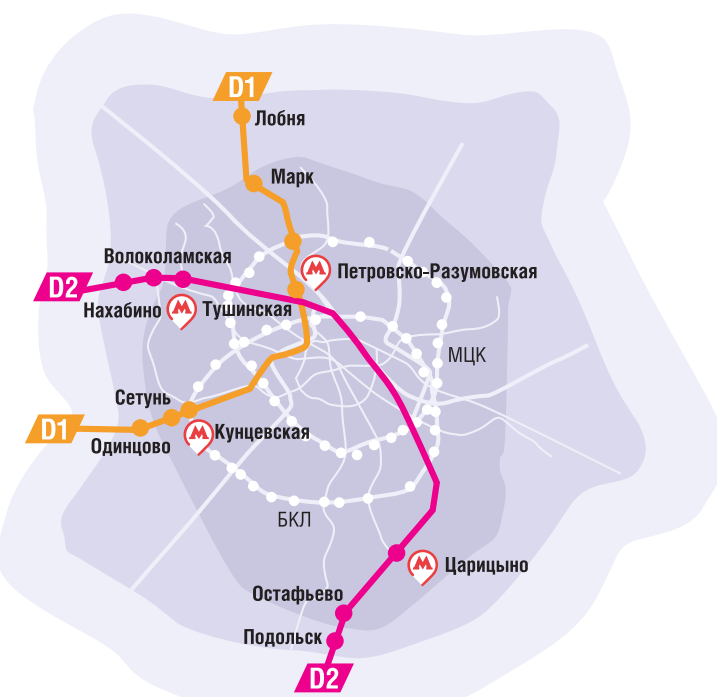 D1
Лобня
Марк
Волоколамская
D2
Петровско-Разумовская
Нахабино
М
М
Тушинская
МЦК
Сетунь
D1
Одинцово
М
Кунцевская
БКЛ
М
Царицыно
Остафьево
Подольск
D2